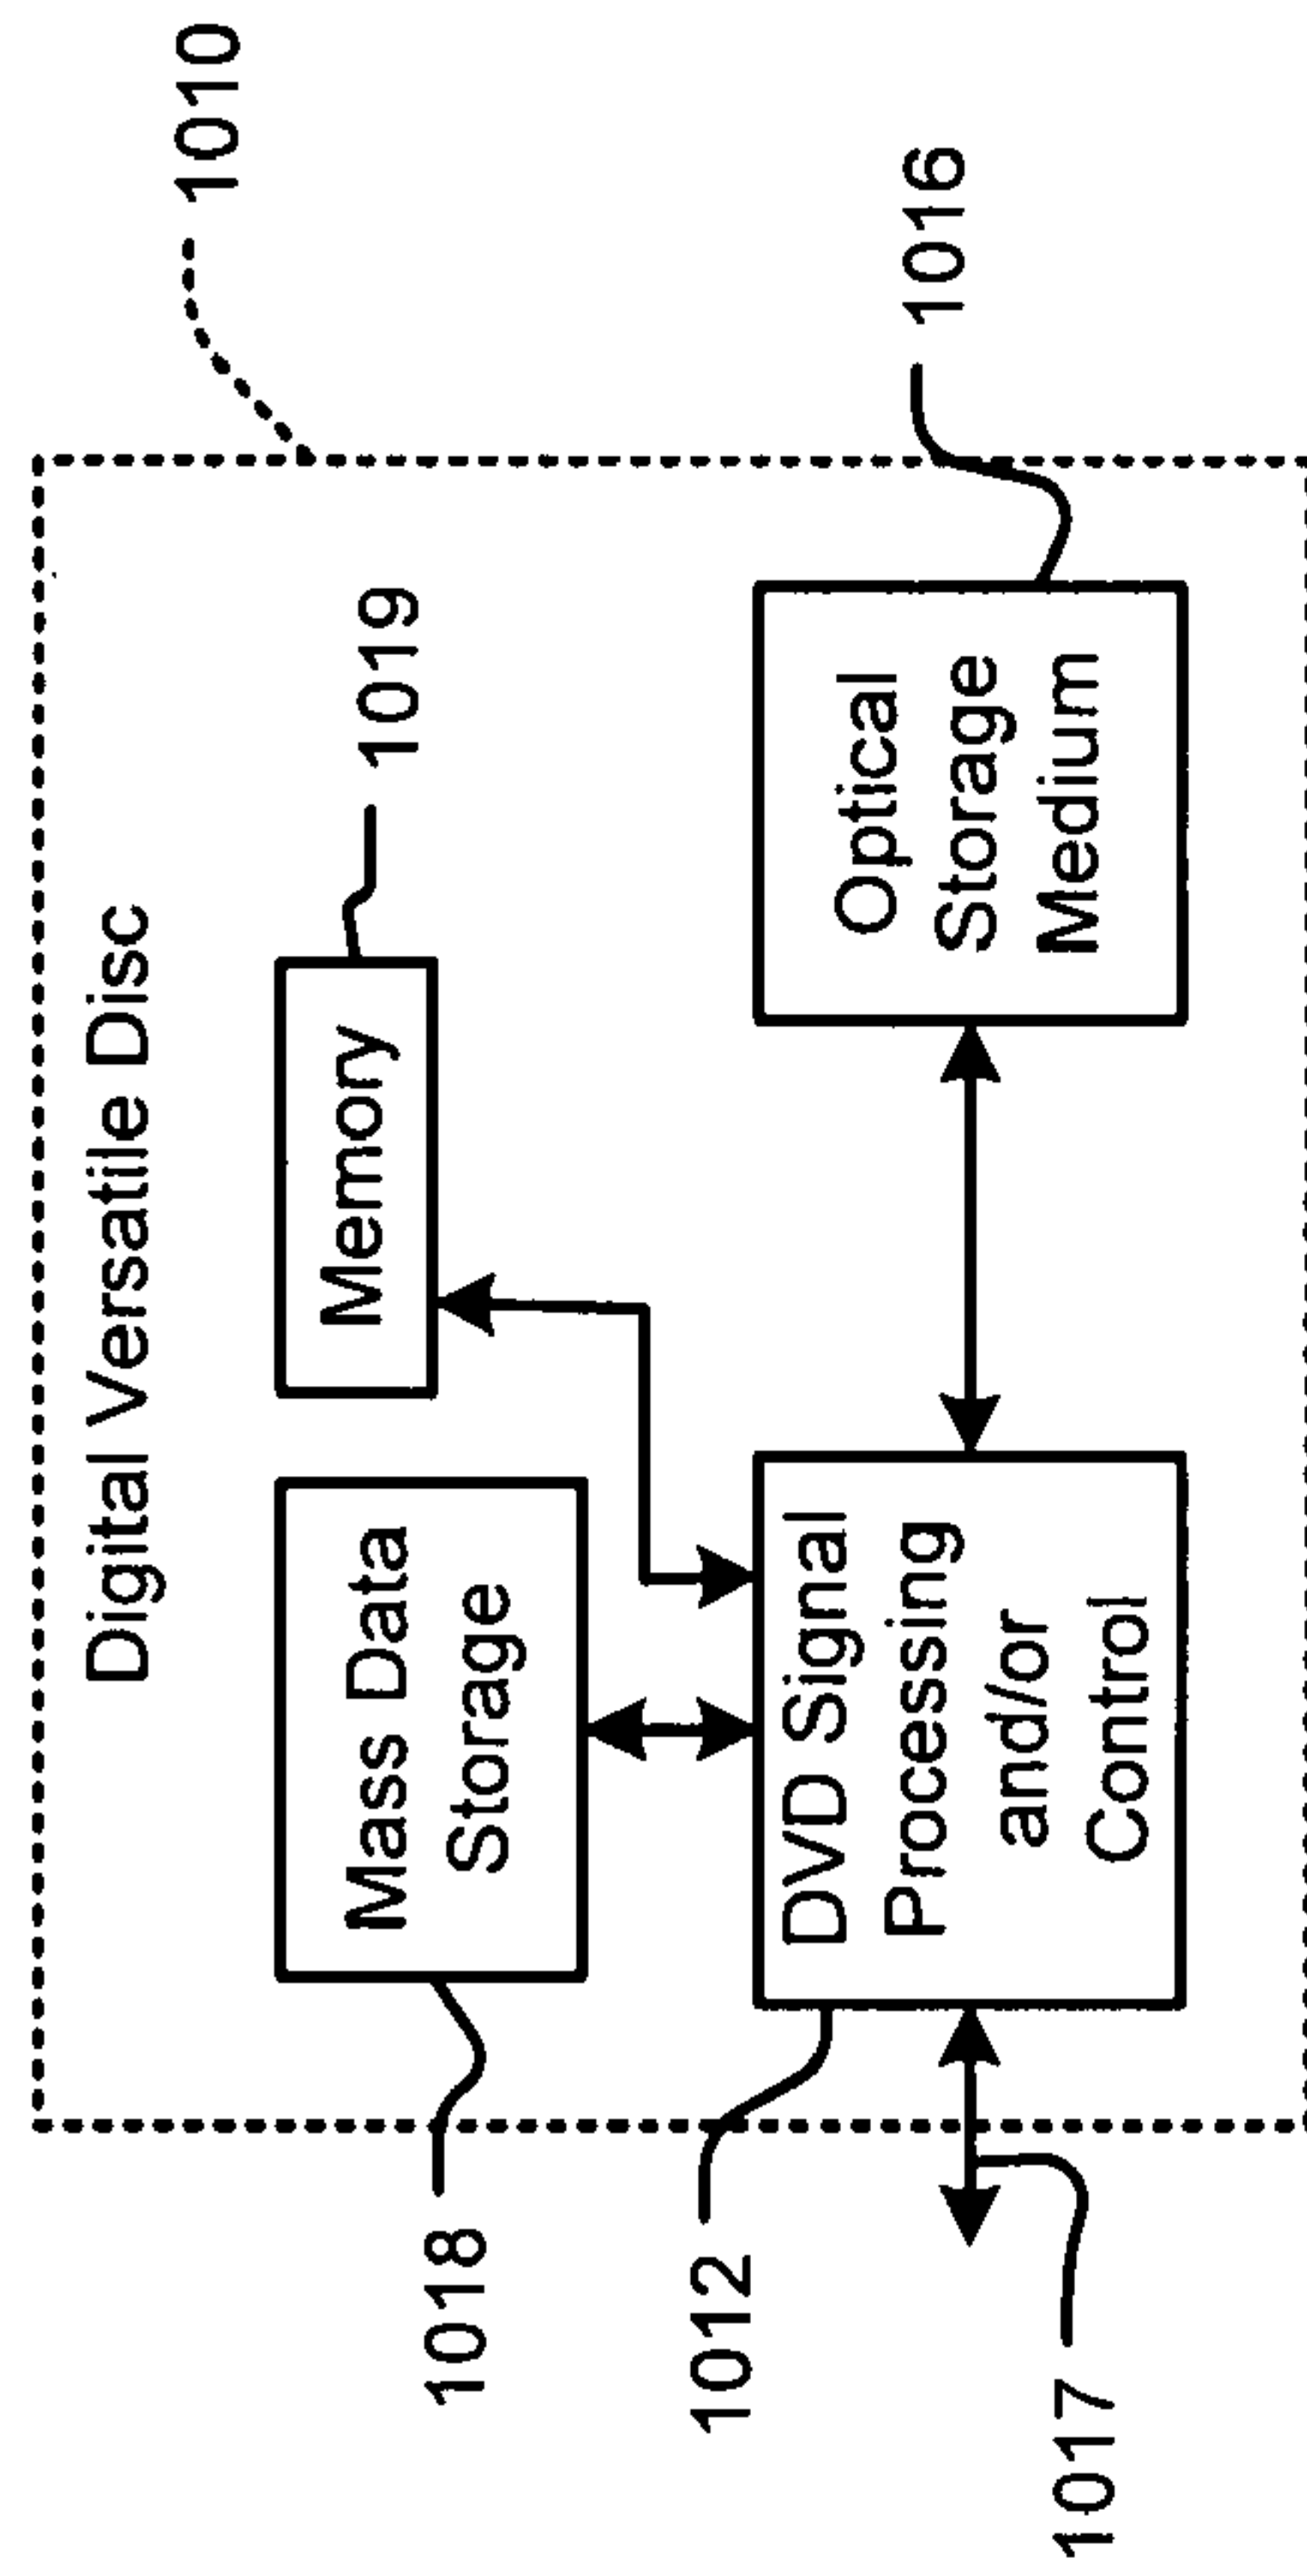 1010
Digital Versatile Disc
1018
Mass Data
Storage
Memory
1019
1012
DVD Signal
Processing
and/or
Control
Optical
Storage
Medium
1016
1017